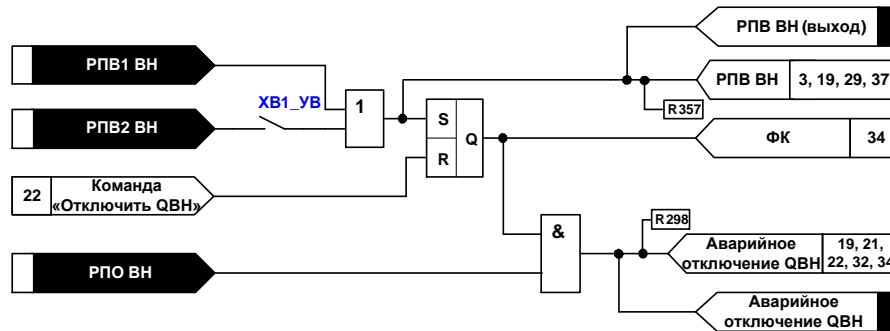 РПВ ВН (выход)
РПВ1 ВН
РПВ ВН
3, 19, 29, 37
ХВ1_УВ
1
R357
S
РПВ2 ВН
Q
ФК
34
R
22
Команда
«Отключить QВН»
R298
&
Аварийное
отключение QВН
19, 21,
22, 32, 34
РПО ВН
Аварийное
отключение QВН